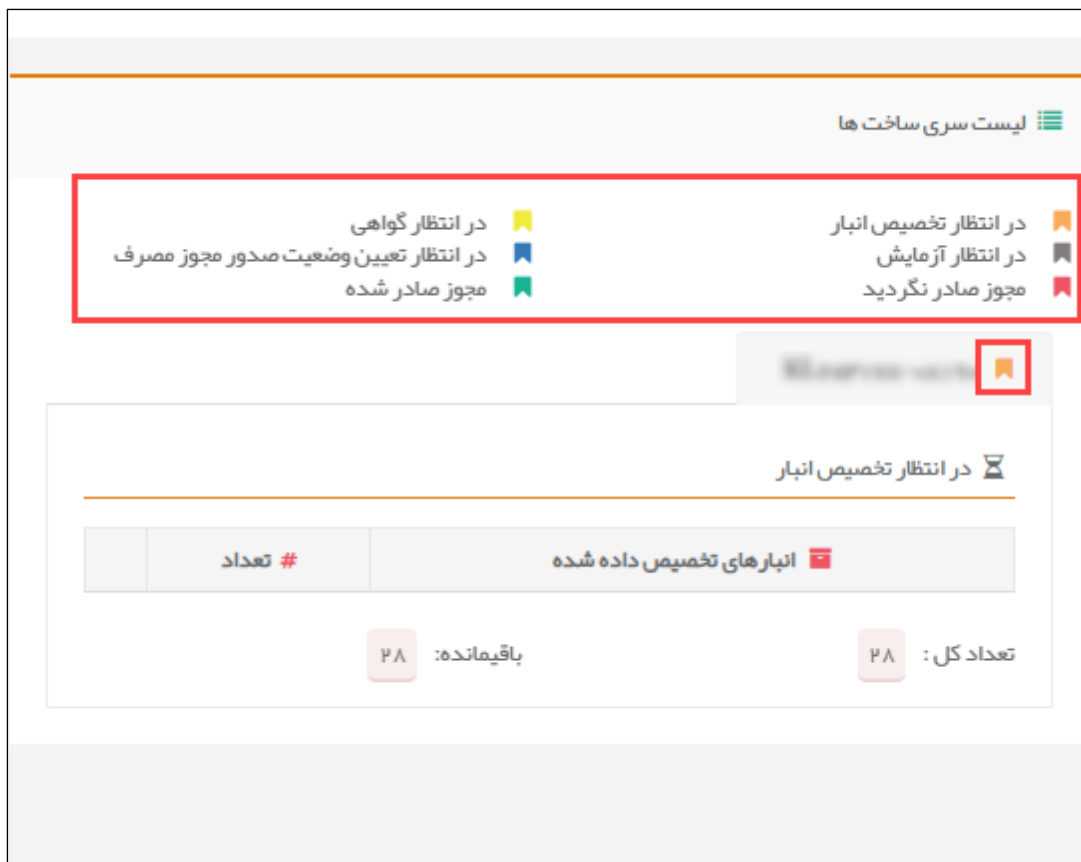 لیست سری ساخت ها
در انتظار تخصیص انبار
در انتظار گواهی
در انتظار آزمایش
در انتظار تعیین وضعیت صدور مجوز مصرف
مجوز صادر نگردید
مجوز صادر شده
در انتظار تخصیص انبار
انبارهای تخصیص داده شده
# تعداد
تعداد کل : ۲۸
باقیمانده: ۲۸